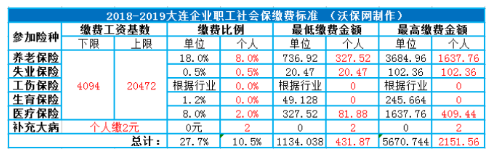 2018-2019大连企业职工社会保缴费标准（沃保网制作）
参加险种 缴费工资基数 缴费比例 最低缴费金额 最高缴费金额
下限 上限 单位 个人 单位 个人 单位 个人
养老保险 4094 20472 18.0% 8.0% 736.92 327.52 3684.96 1637.76
失业保险 0.5% 0.5% 20.47 20.47 102.36 102.36
工伤保险 根据行业 0.0% 根据行业 0 根据行业 0
生育保险 1.2% 0.0% 49.128 0 245.664 0
医疗保险 8.0% 2.0% 327.52 81.88 1637.76 409.44
补充大病 个人缴2元 0元 2 0 2 0 2
总计： 27.7% 10.5% 1134.038 431.87 5670.744 2151.56